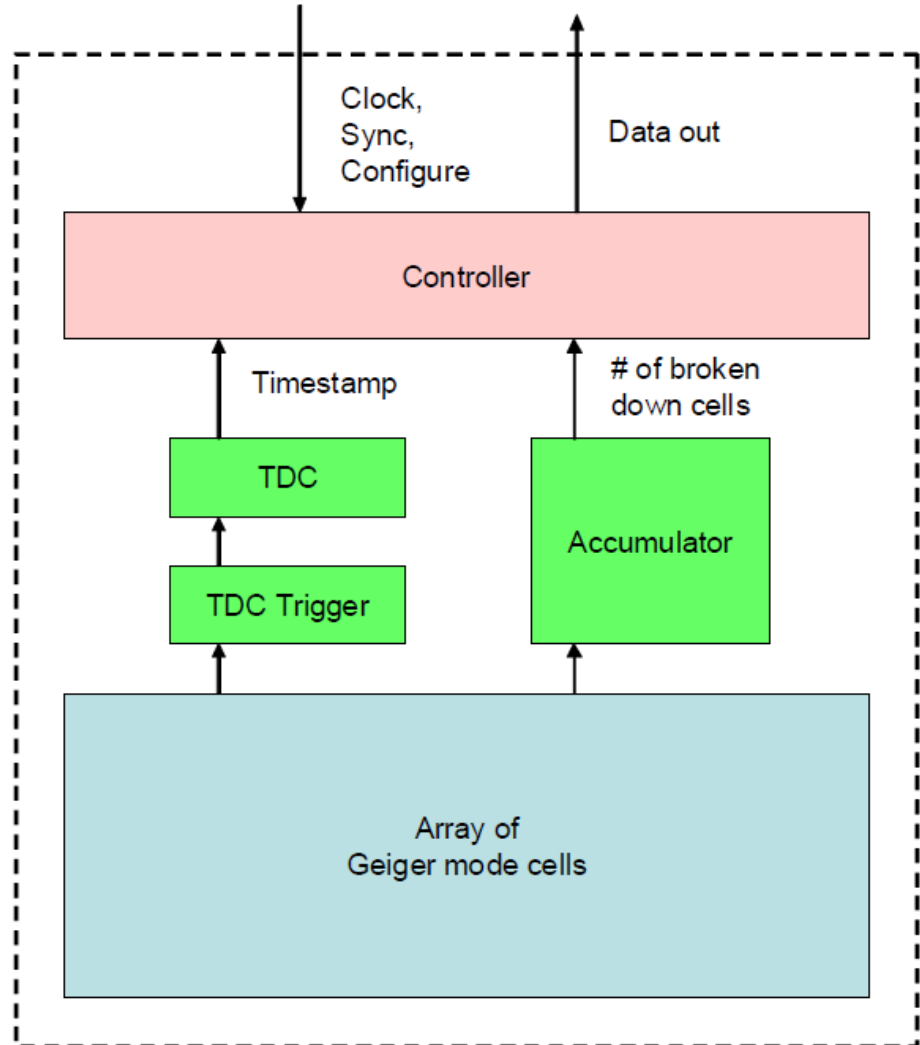 Clock,
Sync,
Configure
Data out
Controller
Timestamp
# of broken
down cells
TDC
Accumulator
TDC Trigger
Array of
Geiger mode cells